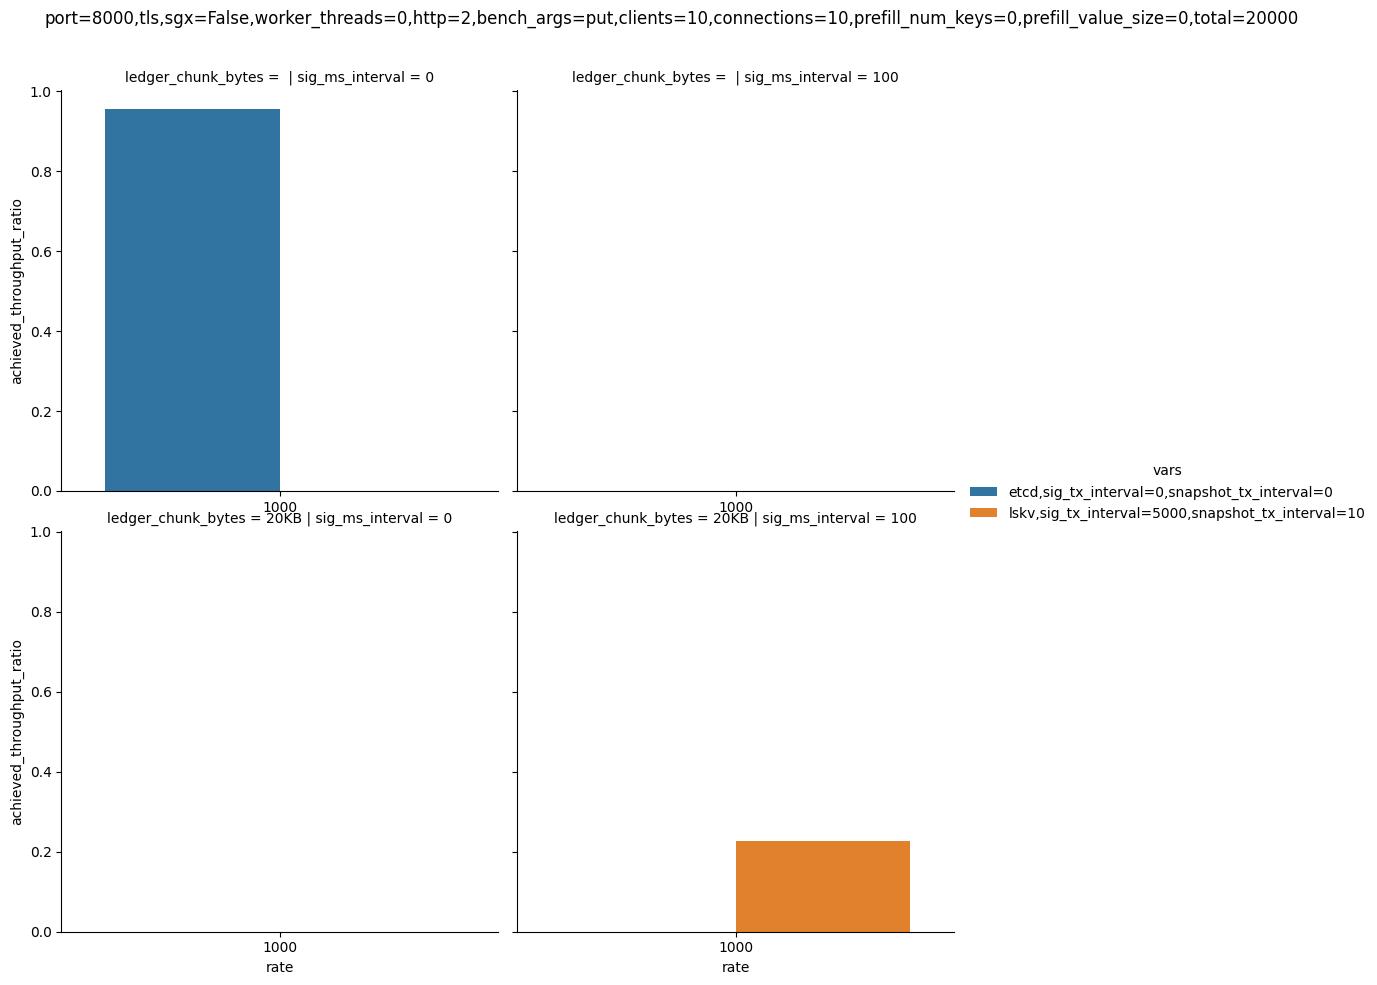 port=8000,tls,sgx=False,worker_threads=0,http=2,bench_args=put,clients=10,connections=10,prefill_num_keys=0,prefill_value_size=0,total=20000
ledger_chunk_bytes =  | sig_ms_interval = 0
ledger_chunk_bytes =  | sig_ms_interval = 100
1.0
0.8
0.6
0.4
0.2
0.0
achieved_throughput_ratio
1000
1000
vars
etcd,sig_tx_interval=0,snapshot_tx_interval=0
lskv,sig_tx_interval=5000,snapshot_tx_interval=10
ledger_chunk_bytes = 20KB | sig_ms_interval = 0
ledger_chunk_bytes = 20KB | sig_ms_interval = 100
1.0
0.8
0.6
0.4
0.2
0.0
achieved_throughput_ratio
1000
rate
1000
rate